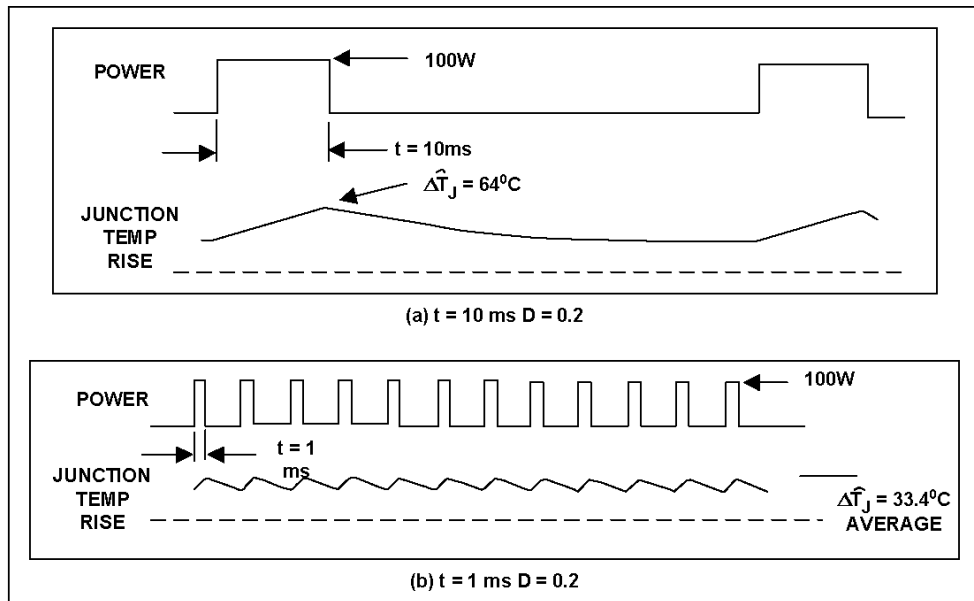 POWER
100W
t = 10ms
ΔT̂J = 64⁰C
JUNCTION
TEMP
RISE
(a) t = 10 ms D = 0.2
POWER
100W
t = 1
ms
JUNCTION
TEMP
RISE
ΔT̂J = 33.4⁰C
AVERAGE
(b) t = 1 ms D = 0.2